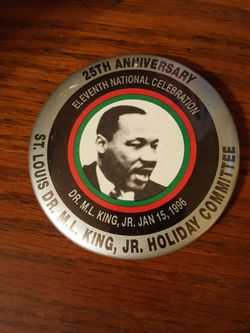 25TH ANNIVERSARY
ELEVENTH NATIONAL CELEBRATION
DR. M.L. KING, JR. JAN 15, 1996
ST. LOUIS DR. M.L. KING, JR. HOLIDAY COMMITTEE